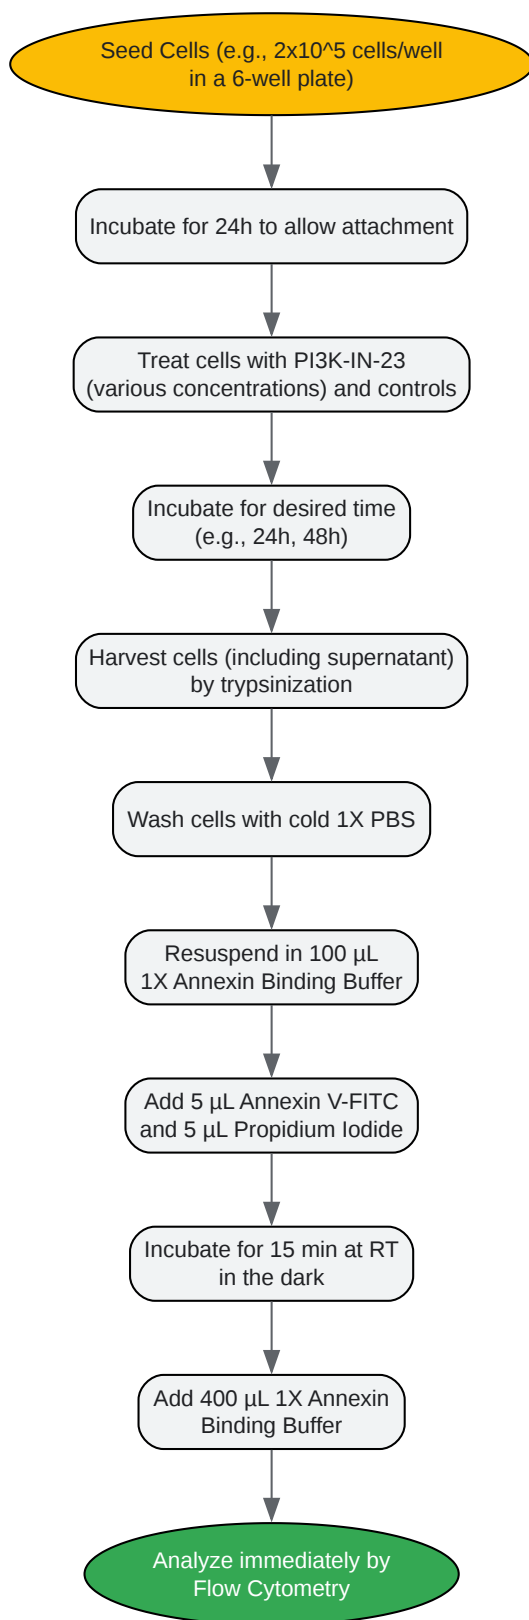 Seed Cells (e.g., 2x10^5 cells/well
in a 6-well plate)
Incubate for 24h to allow attachment
Treat cells with PI3K-IN-23
(various concentrations) and controls
Incubate for desired time
(e.g., 24h, 48h)
Harvest cells (including supernatant)
by trypsinization
Wash cells with cold 1X PBS
Resuspend in 100 µL
1X Annexin Binding Buffer
Add 5 µL Annexin V-FITC
and 5 µL Propidium Iodide
Incubate for 15 min at RT
in the dark
Add 400 µL 1X Annexin
Binding Buffer
Analyze immediately by
Flow Cytometry